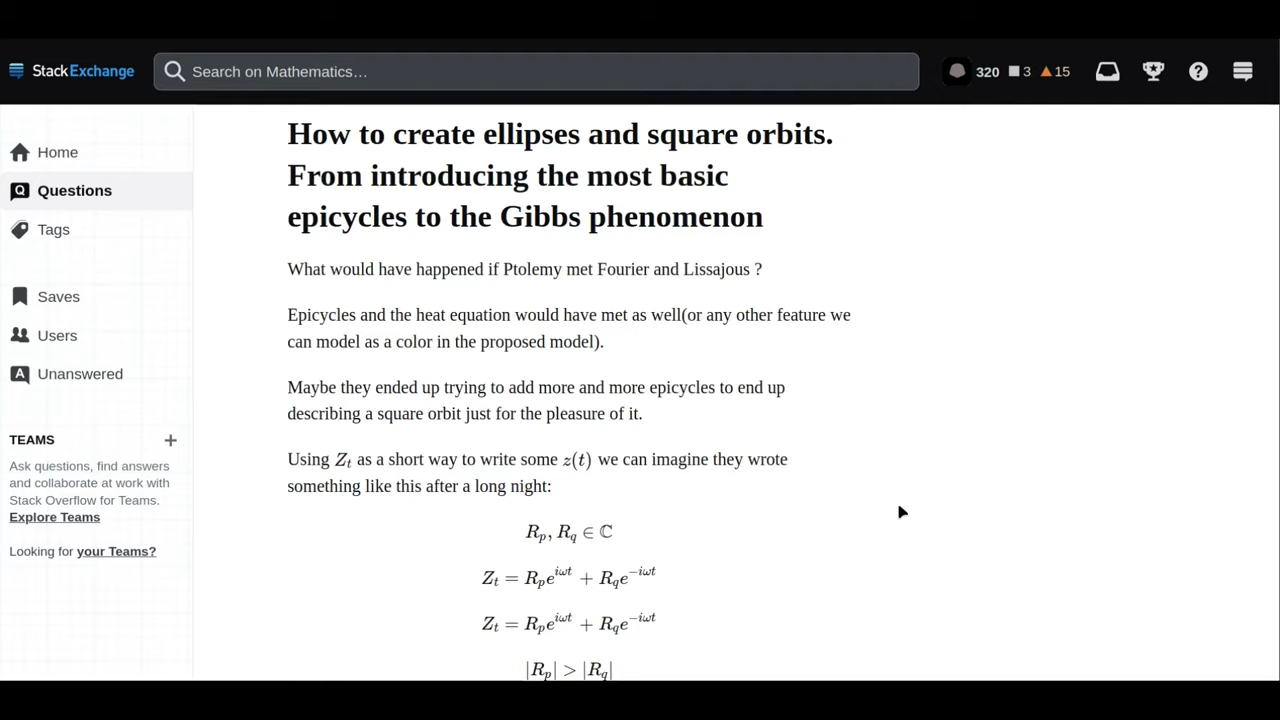 StackExchange
Search on Mathematics…
320 3 15
Home
Questions
Tags
Saves
Users
Unanswered
TEAMS
Ask questions, find answers
and collaborate at work with
Stack Overflow for Teams.
Explore Teams
Looking for your Teams?
How to create ellipses and square orbits.
From introducing the most basic
epicycles to the Gibbs phenomenon
What would have happened if Ptolemy met Fourier and Lissajous ?
Epicycles and the heat equation would have met as well(or any other feature we
can model as a color in the proposed model).
Maybe they ended up trying to add more and more epicycles to end up
describing a square orbit just for the pleasure of it.
Using $Z_t$ as a short way to write some $z(t)$ we can imagine they wrote
something like this after a long night:
$R_p, R_q \in \mathbb{C}$
$Z_t = R_p e^{i\omega t} + R_q e^{-i\omega t}$
$Z_t = R_p e^{i\omega t} + R_q e^{-i\omega t}$
$|R_p| > |R_q|$